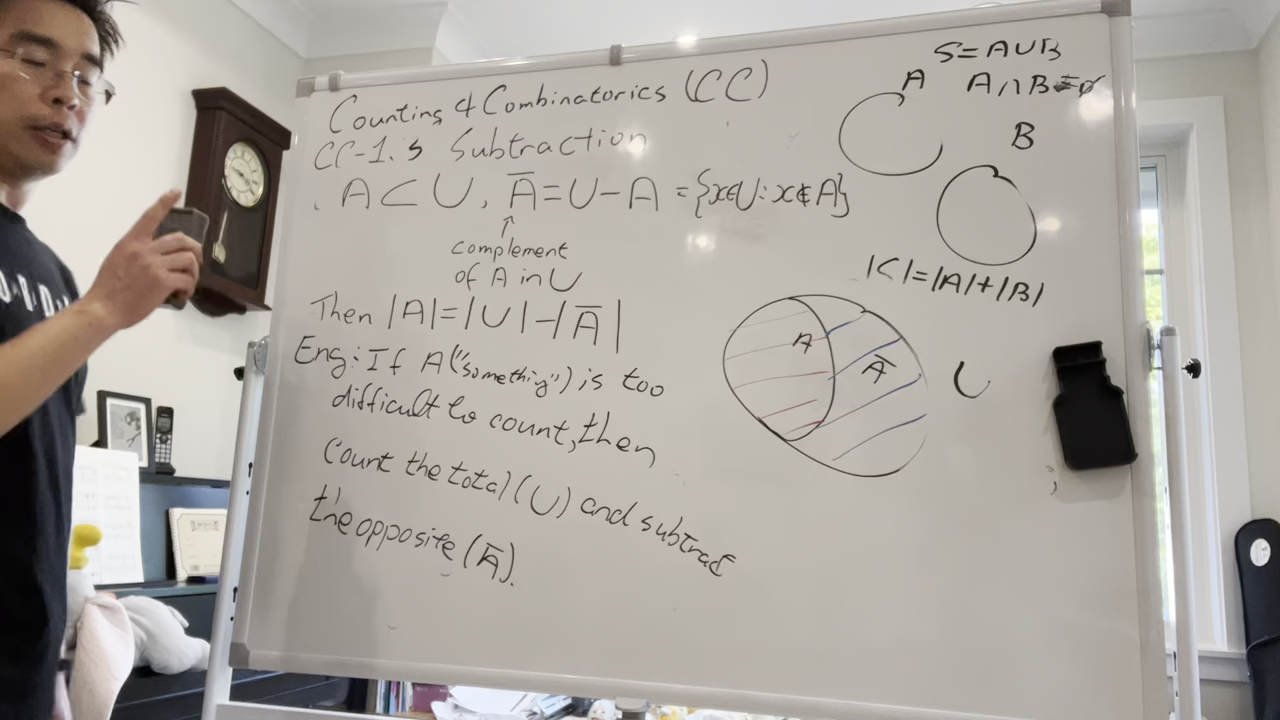 Counting & Combinatorics (CC)
CC-1.5 Subtraction
. A ⊂ U, A̅ = U - A = {x∈U: x∉A}
↑
complement
of A in U
Then |A| = |U| - |A̅|
Eng: If A ("something") is too
difficult to count, then
Count the total (U) and subtract
the opposite (A̅).
S = A∪B
A A∩B = ∅
B
|S| = |A| + |B|
A A̅ U